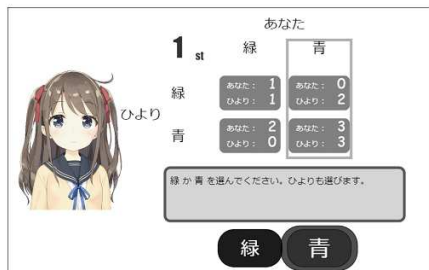 あなた
1 st
緑 青
ひより
緑
あなた： 1
ひより： 1
あなた： 0
ひより： 2
青
あなた： 2
ひより： 0
あなた： 3
ひより： 3
緑 か 青 を選んでください。ひよりも選びます。
緑
青